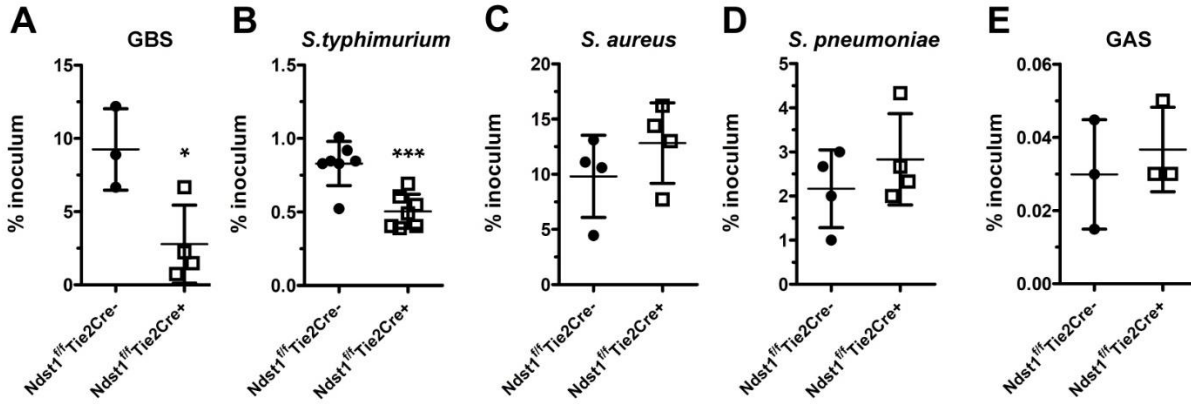 A
GBS
% inoculum
15
10
5
0
*
Ndst1f/fTie2Cre-
Ndst1f/fTie2Cre+
B
S.typhimurium
% inoculum
1.5
1.0
0.5
0.0
***
Ndst1f/fTie2Cre-
Ndst1f/fTie2Cre+
C
S. aureus
% inoculum
20
15
10
5
0
Ndst1f/fTie2Cre-
Ndst1f/fTie2Cre+
D
S. pneumoniae
% inoculum
5
4
3
2
1
0
Ndst1f/fTie2Cre-
Ndst1f/fTie2Cre+
E
GAS
% inoculum
0.06
0.04
0.02
0.00
Ndst1f/fTie2Cre-
Ndst1f/fTie2Cre+